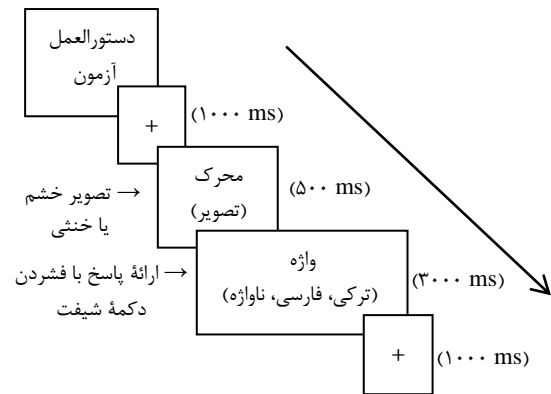 دستورالعمل
آزمون
+
(۱۰۰۰ ms)
محرک
(تصویر)
(۵۰۰ ms)
تصویر خشم →
یا خنثی
واژه
(ترکی، فارسی، ناواژه)
(۳۰۰۰ ms)
ارائهٔ پاسخ با فشردن →
دکمهٔ شیفت
+
(۱۰۰۰ ms)